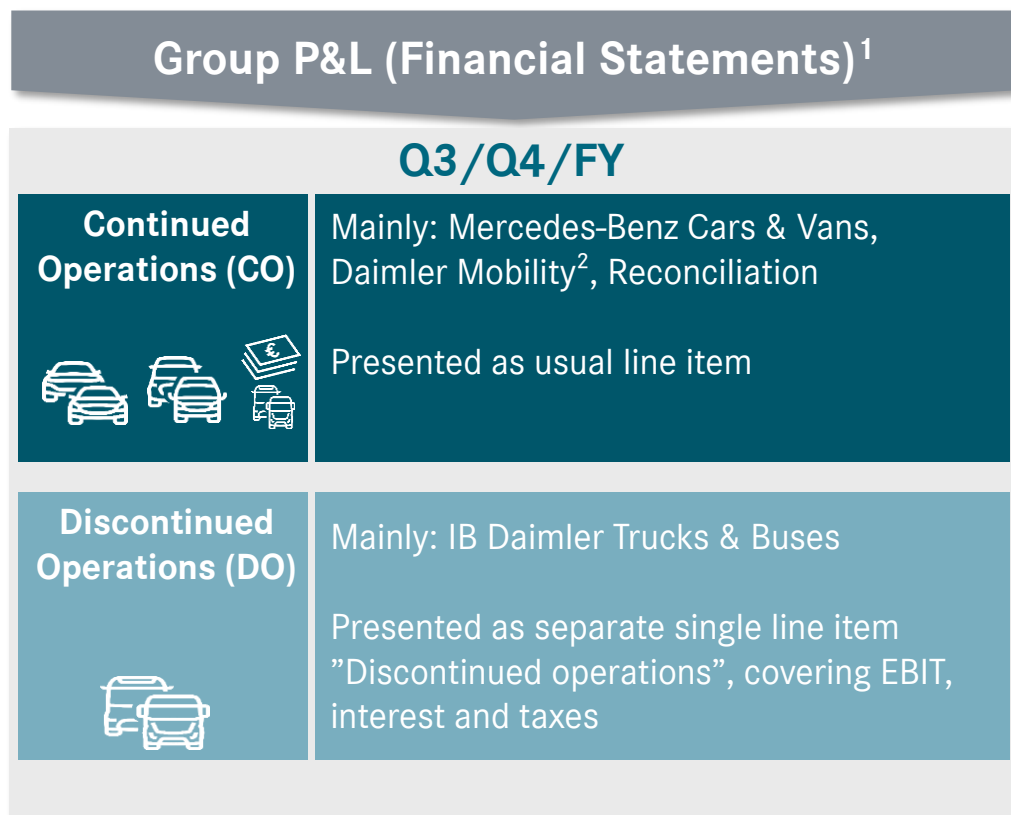 Group P&L (Financial Statements)¹
Q3/Q4/FY
Continued
Operations (CO)
Mainly: Mercedes-Benz Cars & Vans,
Daimler Mobility², Reconciliation
Presented as usual line item
€
Discontinued
Operations (DO)
Mainly: IB Daimler Trucks & Buses
Presented as separate single line item
”Discontinued operations”, covering EBIT,
interest and taxes